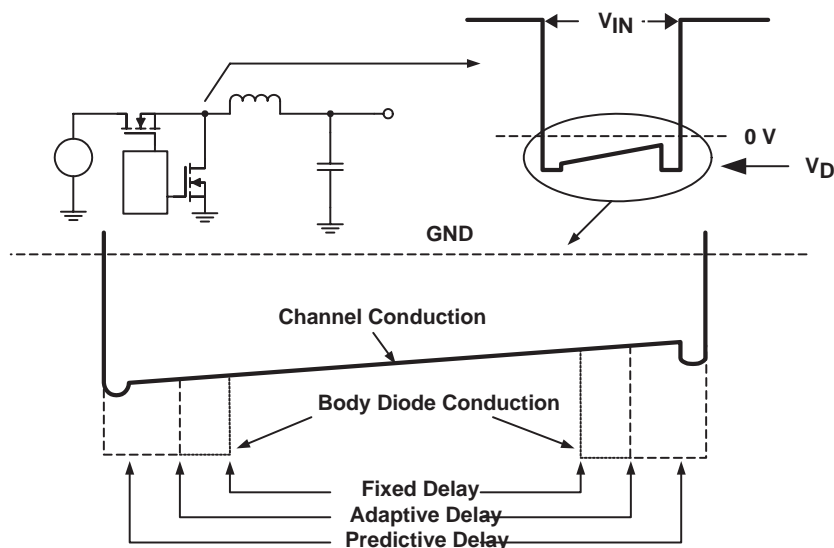 VIN
0 V
VD
GND
Channel Conduction
Body Diode Conduction
Fixed Delay
Adaptive Delay
Predictive Delay